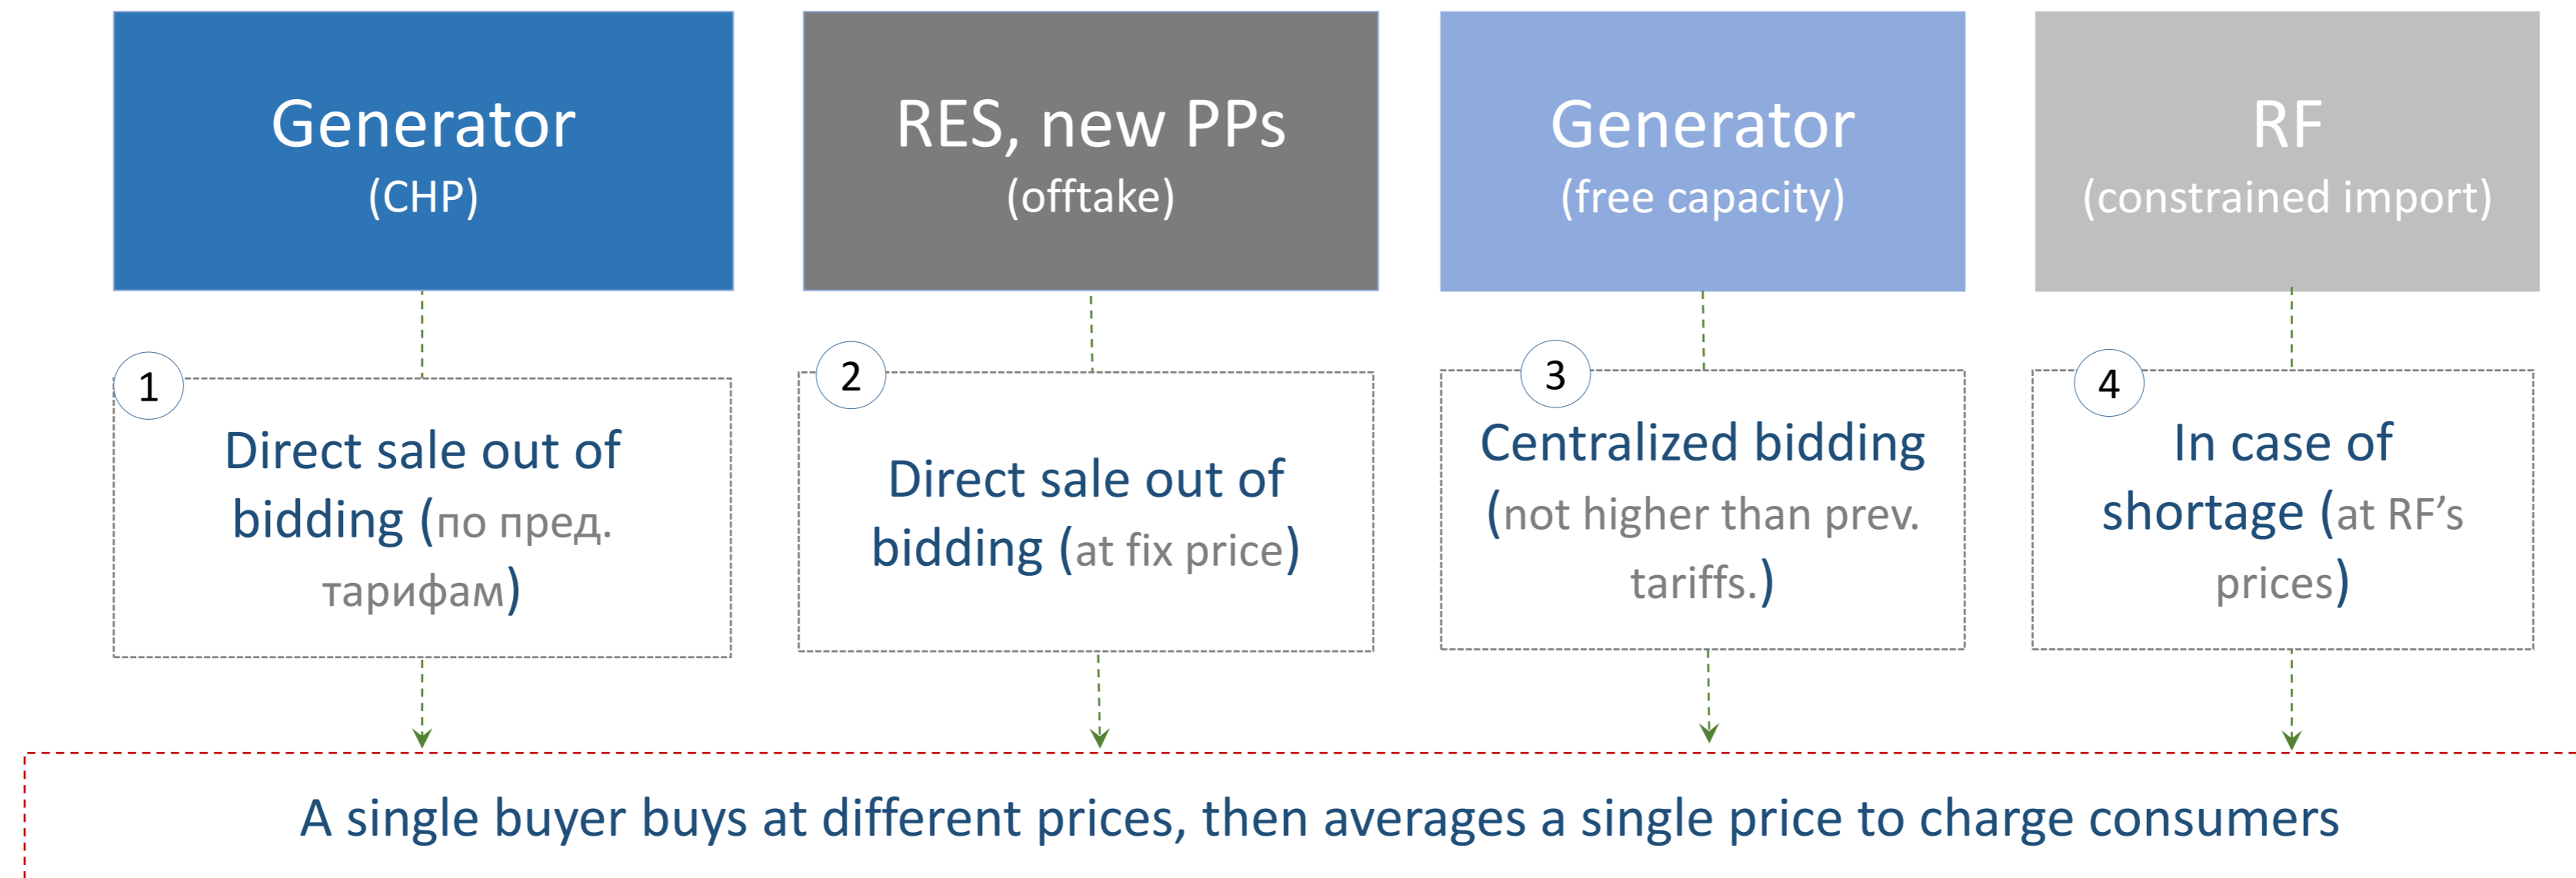 Generator
(CHP)
RES, new PPs
(offtake)
Generator
(free capacity)
RF
(constrained import)
1
Direct sale out of
bidding (по пред.
тарифам)
2
Direct sale out of
bidding (at fix price)
3
Centralized bidding
(not higher than prev.
tariffs.)
4
In case of
shortage (at RF’s
prices)
A single buyer buys at different prices, then averages a single price to charge consumers